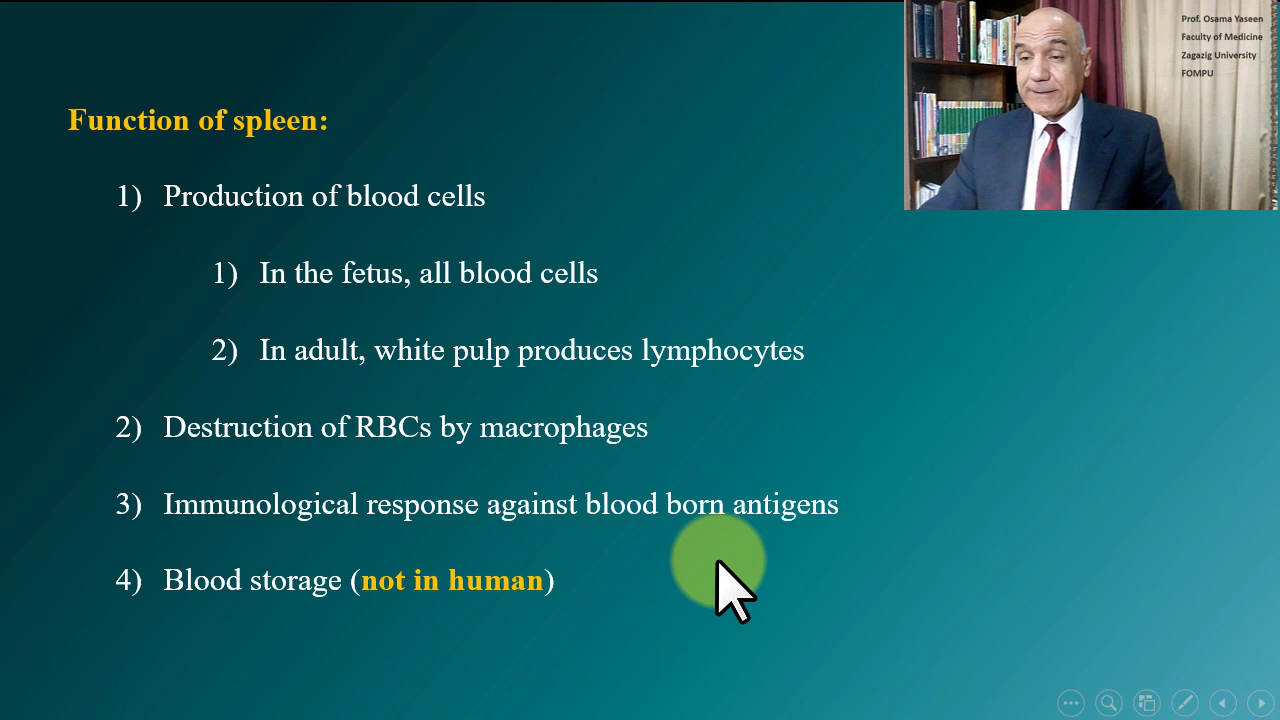 Prof. Osama Yaseen
Faculty of Medicine
Zagazig University
FOMPU
Function of spleen:
1) Production of blood cells
1) In the fetus, all blood cells
2) In adult, white pulp produces lymphocytes
2) Destruction of RBCs by macrophages
3) Immunological response against blood born antigens
4) Blood storage (not in human)